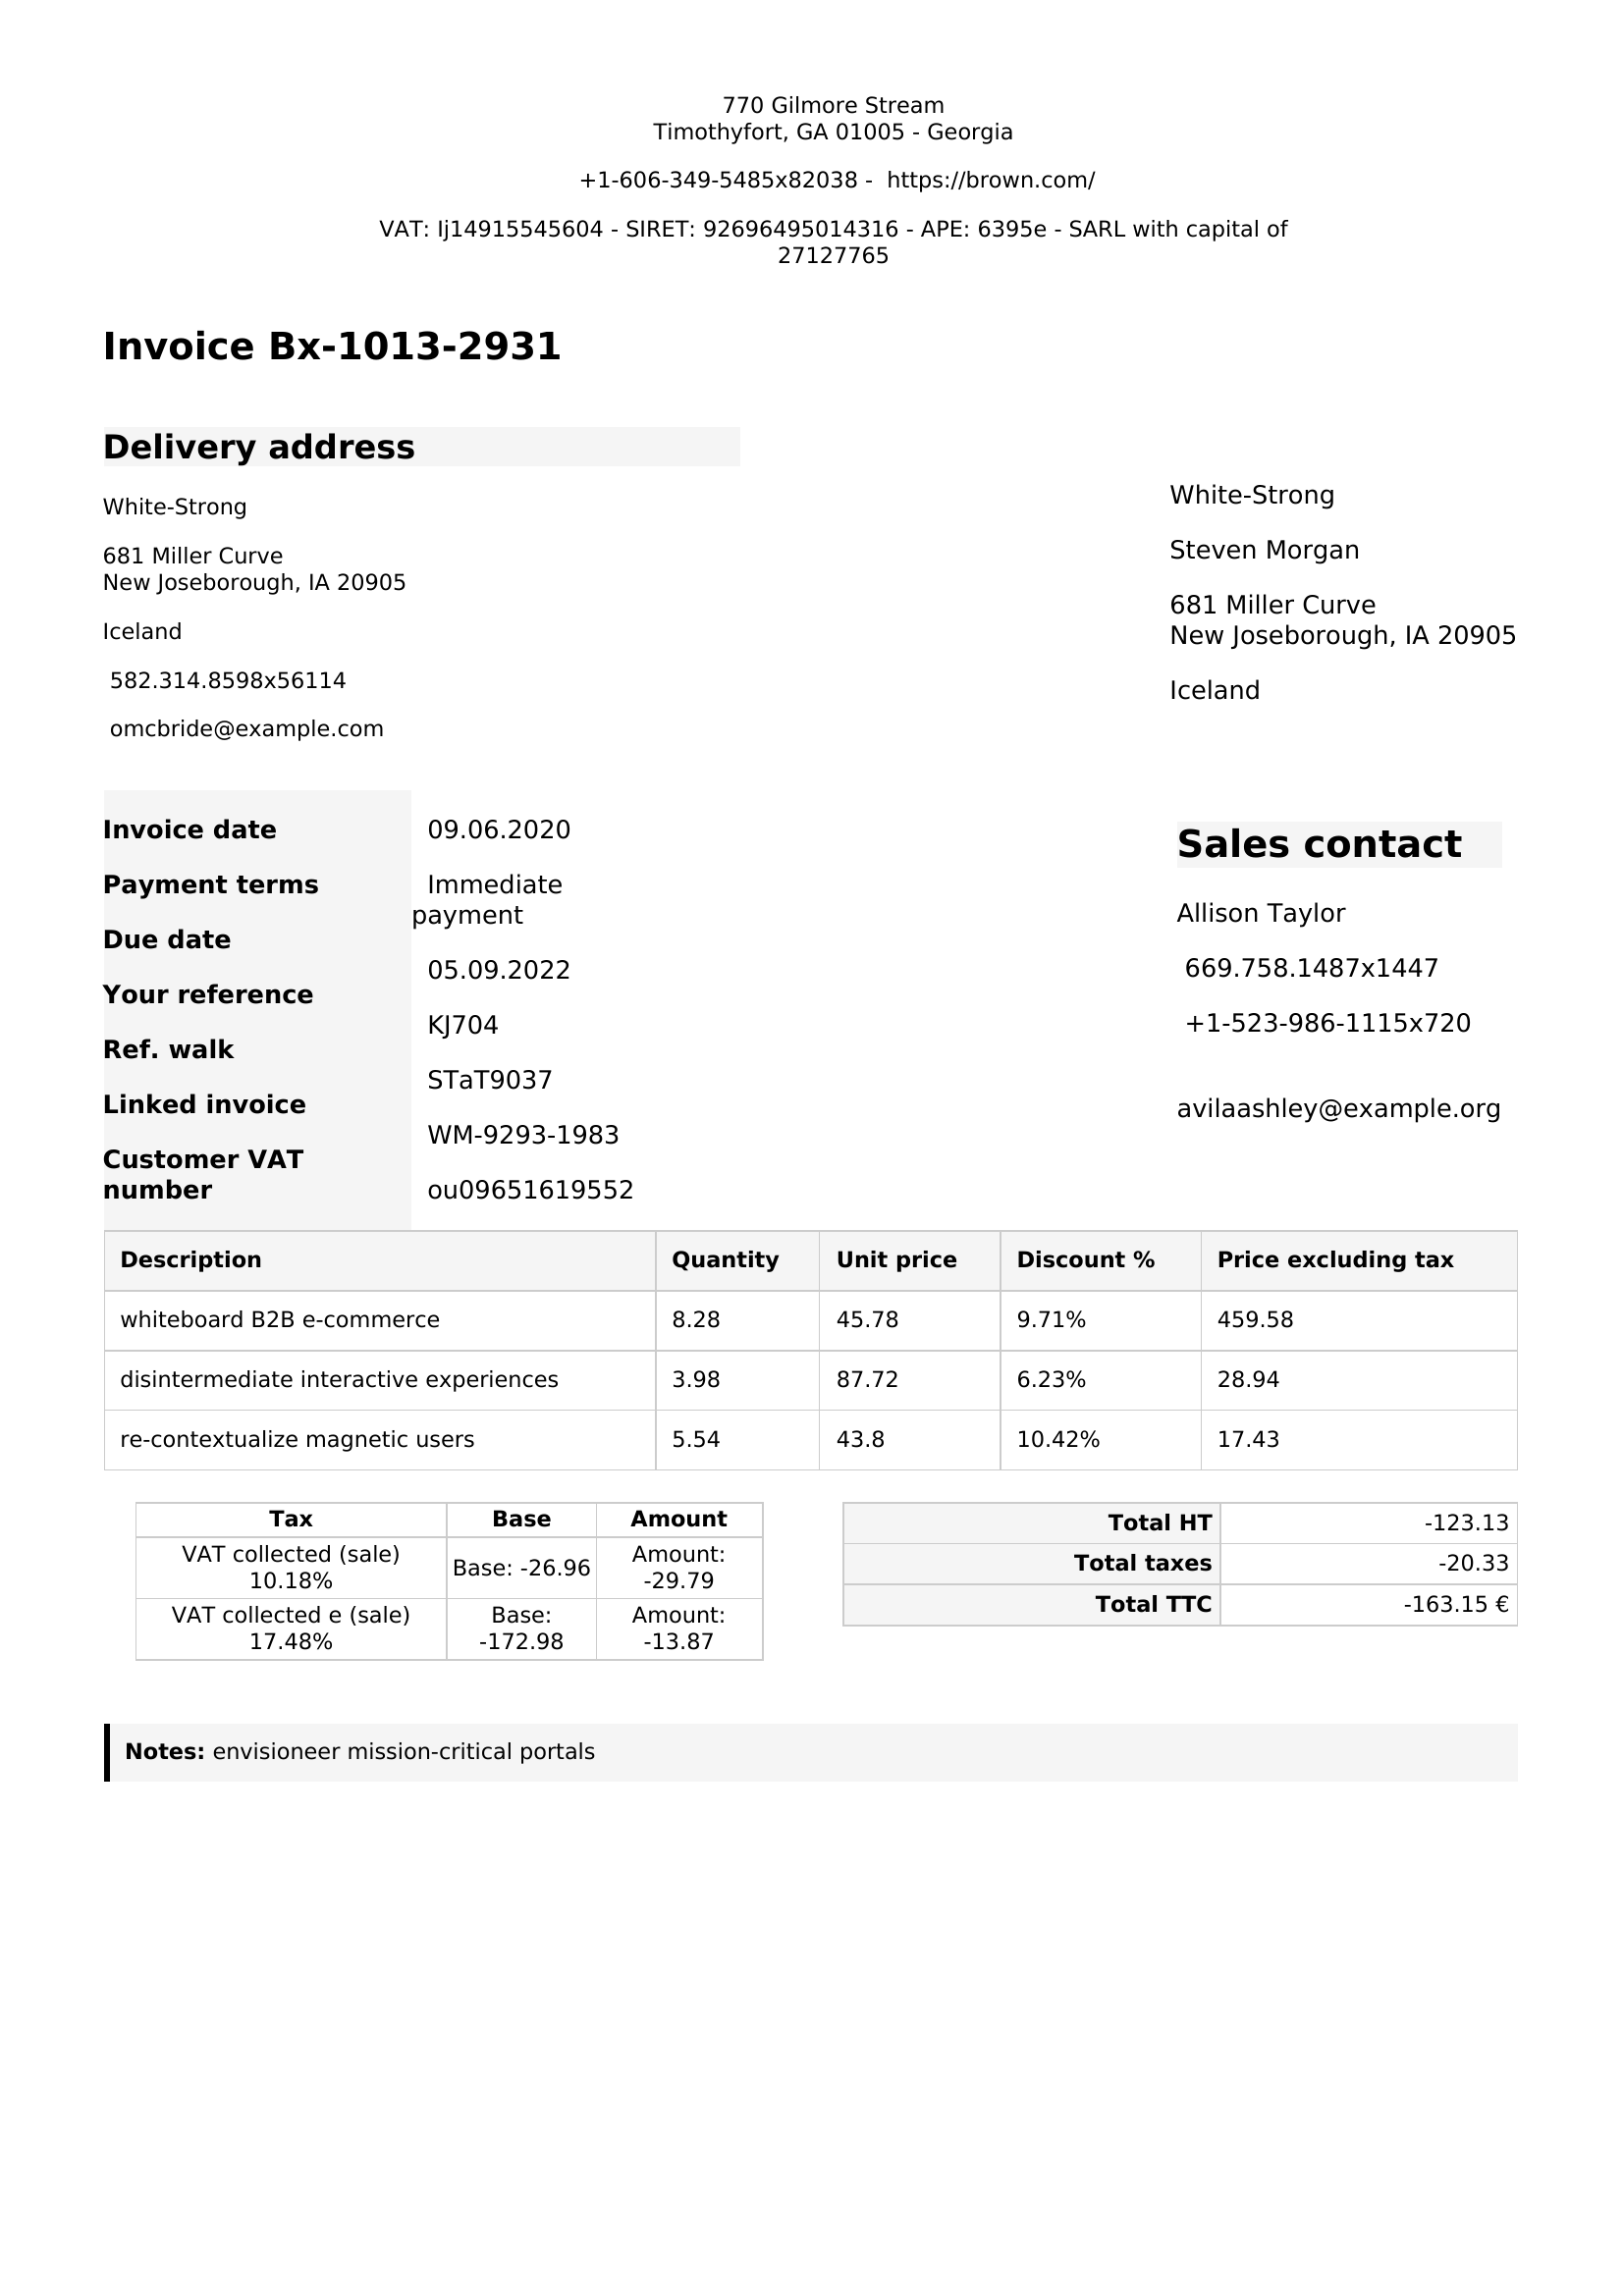 770 Gilmore Stream
Timothyfort, GA 01005 - Georgia
+1-606-349-5485x82038 - https://brown.com/
VAT: Ij14915545604 - SIRET: 92696495014316 - APE: 6395e - SARL with capital of
27127765
Invoice Bx-1013-2931
Delivery address
White-Strong
681 Miller Curve
New Joseborough, IA 20905
Iceland
582.314.8598x56114
omcbride@example.com
White-Strong
Steven Morgan
681 Miller Curve
New Joseborough, IA 20905
Iceland
Invoice date 09.06.2020
Payment terms Immediate
payment
Due date 05.09.2022
Your reference KJ704
Ref. walk STaT9037
Linked invoice WM-9293-1983
Customer VAT
number ou09651619552
Sales contact
Allison Taylor
669.758.1487x1447
+1-523-986-1115x720
avilaashley@example.org
Description Quantity Unit price Discount % Price excluding tax
whiteboard B2B e-commerce 8.28 45.78 9.71% 459.58
disintermediate interactive experiences 3.98 87.72 6.23% 28.94
re-contextualize magnetic users 5.54 43.8 10.42% 17.43
Tax Base Amount
VAT collected (sale)
10.18% Base: -26.96 Amount:
-29.79
VAT collected e (sale)
17.48% Base:
-172.98 Amount:
-13.87
Total HT -123.13
Total taxes -20.33
Total TTC -163.15 €
Notes: envisioneer mission-critical portals